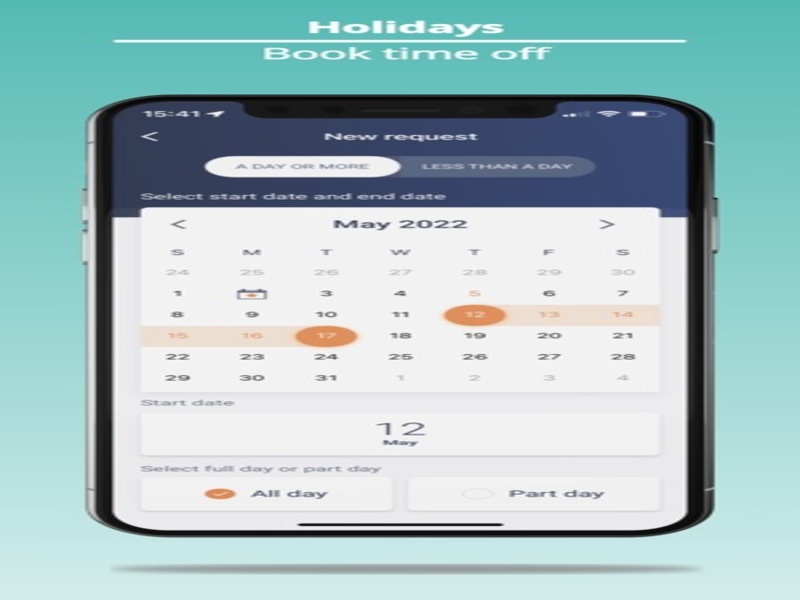 Holidays
Book time off
15:41
New request
A DAY OR MORE LESS THAN A DAY
Select start date and end date
< May 2022 >
S M T W T F S
24 25 26 27 28 29 30
1 3 4 5 6 7
8 9 10 11 12 13 14
15 16 17 18 19 20 21
22 23 24 25 26 27 28
29 30 31 1 2 3 4
Start date
12
May
Select full day or part day
All day Part day